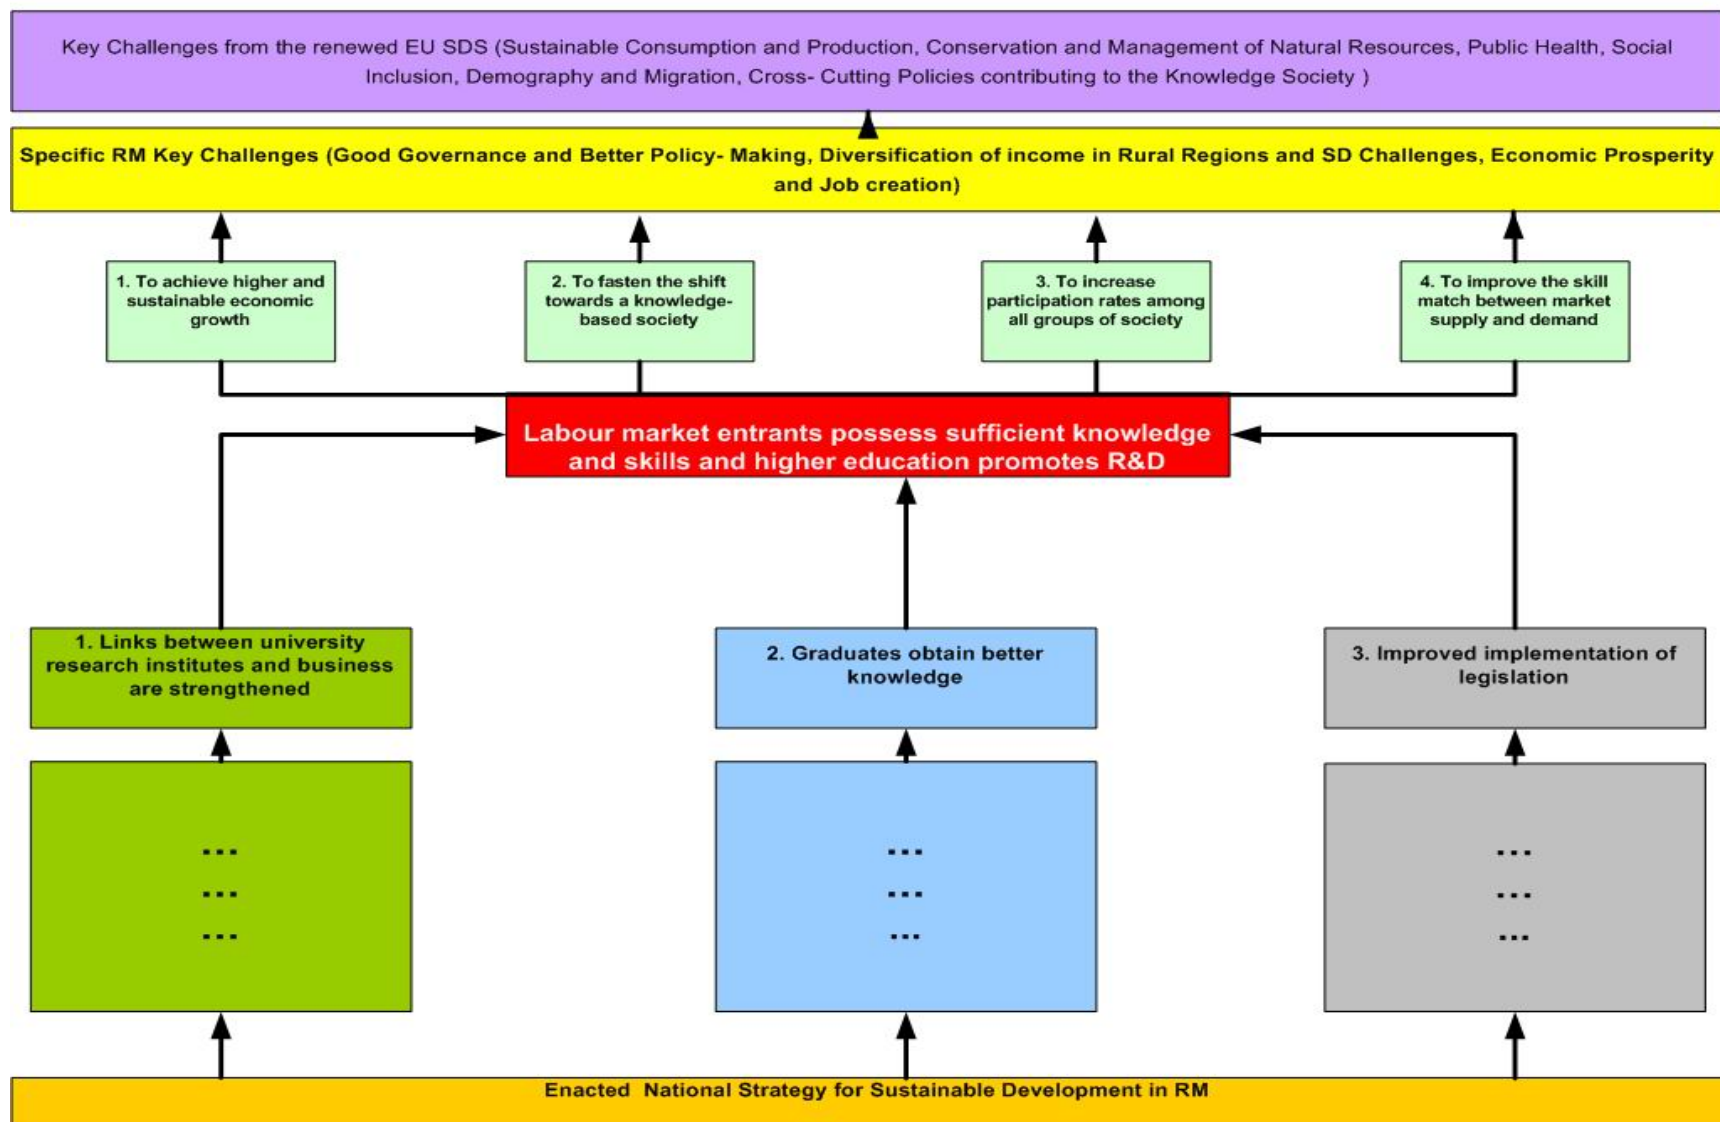 Key Challenges from the renewed EU SDS (Sustainable Consumption and Production, Conservation and Management of Natural Resources, Public Health, Social
Inclusion, Demography and Migration, Cross- Cutting Policies contributing to the Knowledge Society )
Specific RM Key Challenges (Good Governance and Better Policy- Making, Diversification of income in Rural Regions and SD Challenges, Economic Prosperity
and Job creation)
1. To achieve higher and
sustainable economic
growth
2. To fasten the shift
towards a knowledge-
based society
3. To increase
participation rates among
all groups of society
4. To improve the skill
match between market
supply and demand
Labour market entrants possess sufficient knowledge
and skills and higher education promotes R&D
1. Links between university
research institutes and business
are strengthened
2. Graduates obtain better
knowledge
3. Improved implementation of
legislation
...
...
...
...
...
...
...
...
...
Enacted  National Strategy for Sustainable Development in RM